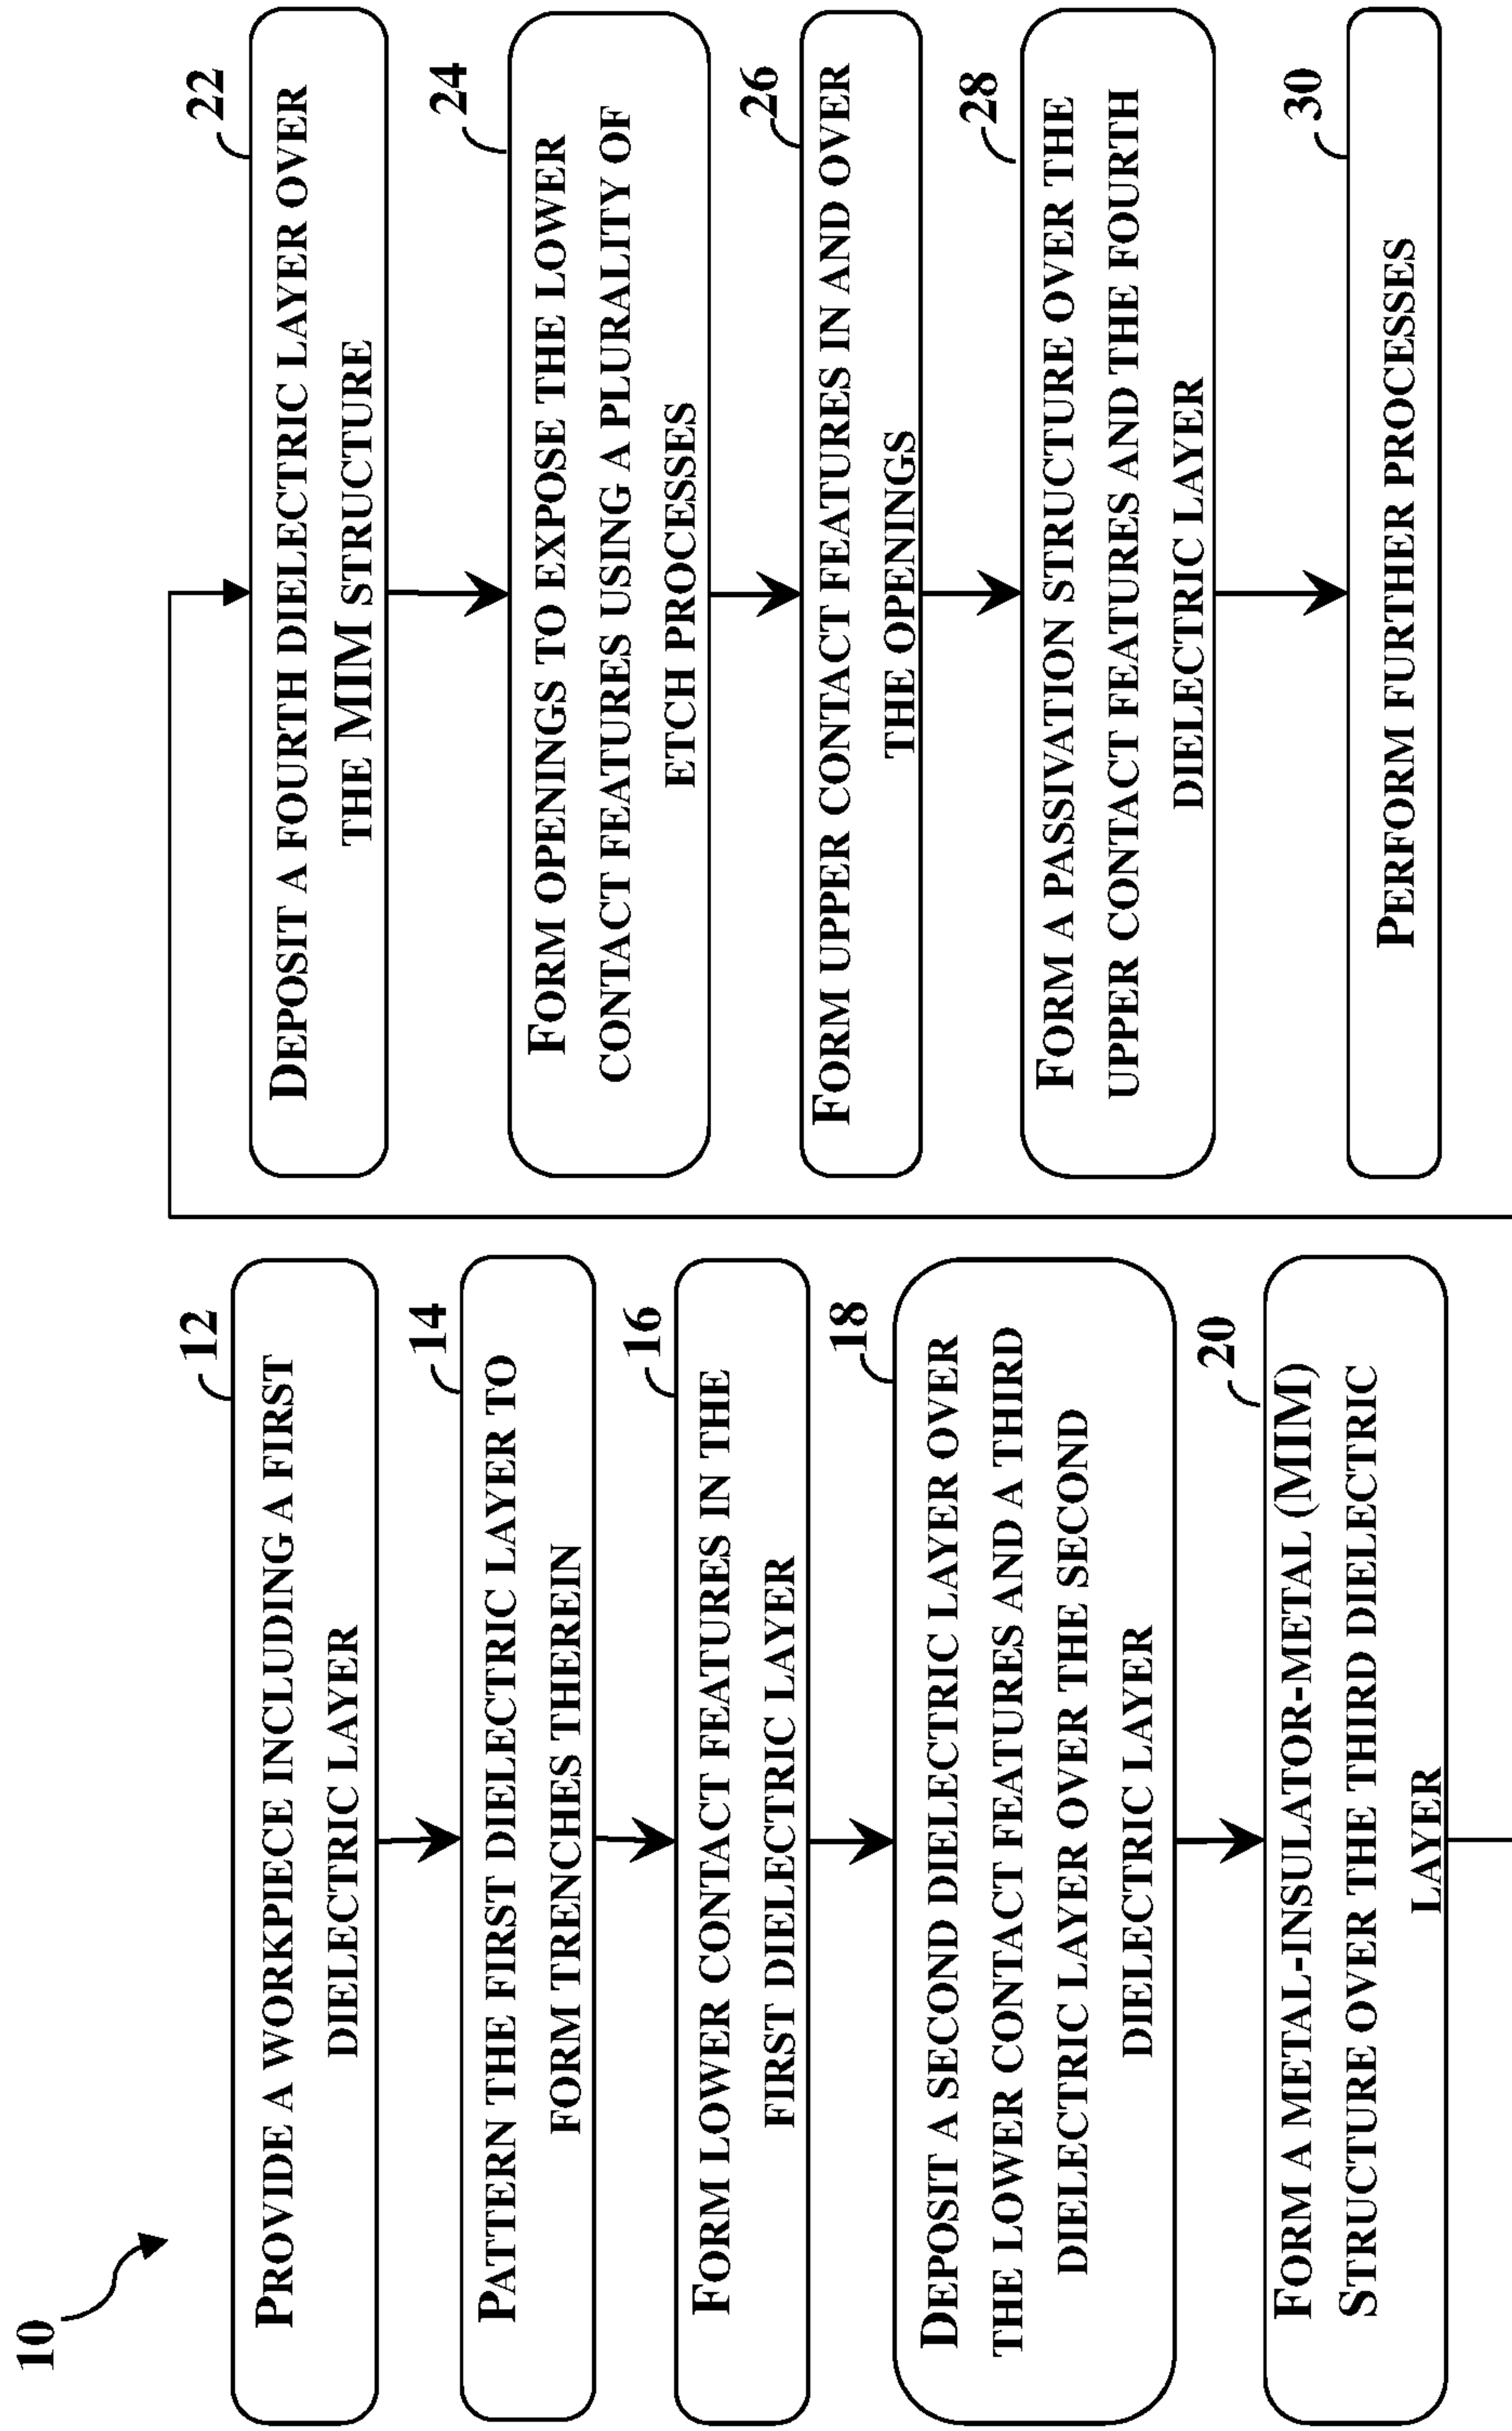 10
12
PROVIDE A WORKPIECE INCLUDING A FIRST
DIELECTRIC LAYER
14
PATTERN THE FIRST DIELECTRIC LAYER TO
FORM TRENCHES THEREIN
16
FORM LOWER CONTACT FEATURES IN THE
FIRST DIELECTRIC LAYER
18
DEPOSIT A SECOND DIELECTRIC LAYER OVER
THE LOWER CONTACT FEATURES AND A THIRD
DIELECTRIC LAYER OVER THE SECOND
DIELECTRIC LAYER
20
FORM A METAL-INSULATOR-METAL (MIM)
STRUCTURE OVER THE THIRD DIELECTRIC
LAYER
22
DEPOSIT A FOURTH DIELECTRIC LAYER OVER
THE MIM STRUCTURE
24
FORM OPENINGS TO EXPOSE THE LOWER
CONTACT FEATURES USING A PLURALITY OF
ETCH PROCESSES
26
FORM UPPER CONTACT FEATURES IN AND OVER
THE OPENINGS
28
FORM A PASSIVATION STRUCTURE OVER THE
UPPER CONTACT FEATURES AND THE FOURTH
DIELECTRIC LAYER
30
PERFORM FURTHER PROCESSES